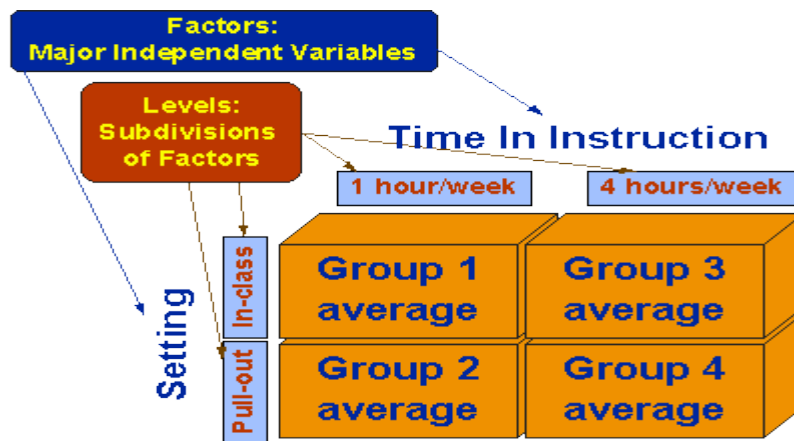 Factors:
Major Independent Variables
Levels:
Subdivisions
of Factors
Time In Instruction
1 hour/week
4 hours/week
Setting
In-class
Group 1
average
Group 3
average
Pull-out
Group 2
average
Group 4
average